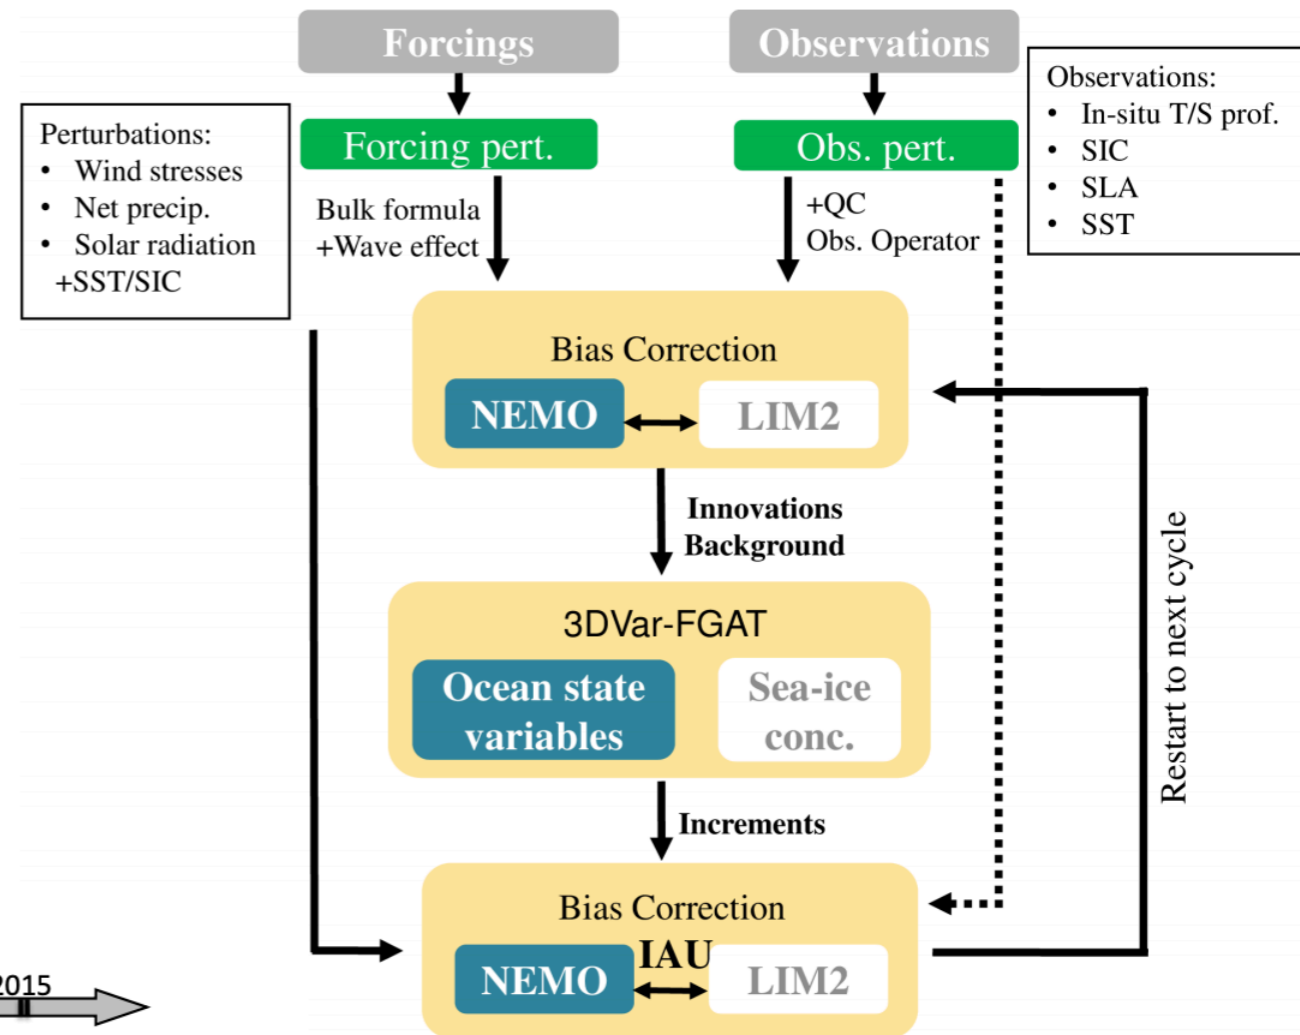 Forcings
Observations
Observations:
• In-situ T/S prof.
• SIC
• SLA
• SST
Perturbations:
• Wind stresses
• Net precip.
• Solar radiation
+SST/SIC
Forcing pert.
Obs. pert.
Bulk formula
+Wave effect
+QC
Obs. Operator
Bias Correction
NEMO
LIM2
Innovations
Background
3DVar-FGAT
Ocean state
variables
Sea-ice
conc.
Restart to next cycle
Increments
Bias Correction
IAU
NEMO
LIM2
2015